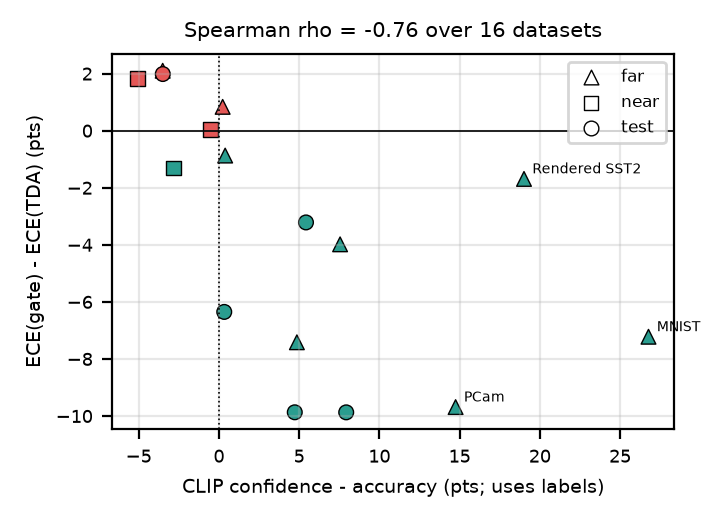 Spearman rho = -0.76 over 16 datasets
far
near
test
Rendered SST2
MNIST
PCam
2
0
−2
−4
−6
−8
−10
−5
0
5
10
15
20
25
ECE(gate) - ECE(TDA) (pts)
CLIP confidence - accuracy (pts; uses labels)